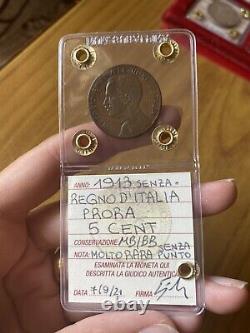 ANNO: 1913 SENZA
REGNO D'ITALIA
PRORA
5 CENT
CONSERVAZIONE MB/BB
NOTA: MOLTO RARA SENZA PUNTO
ESAMINATA LA MONETA QUI
DESCRITTA LA GIUDICO AUTENTICA
DATA 7/9/21 FIRMA